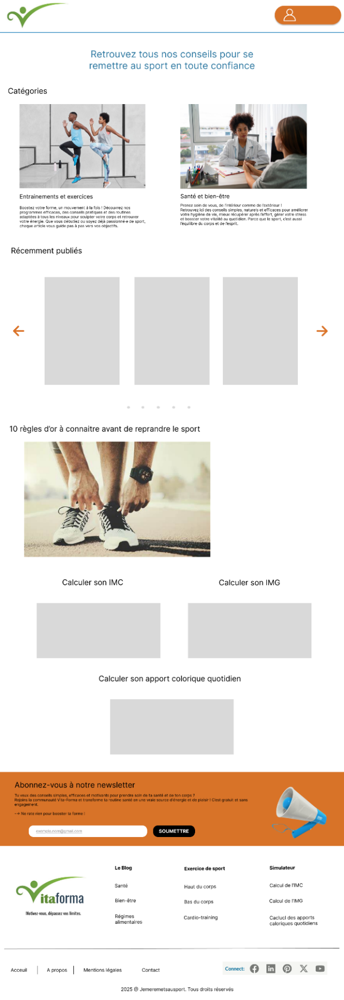 Retrouvez tous nos conseils pour se
remettre au sport en toute confiance
Catégories
Entrainements et exercices
Boostez votre forme, un mouvement à la fois ! Découvrez nos
programmes efficaces, des conseils pratiques et des routines
adaptées à tous les niveaux pour sculpter votre corps et retrouver
votre énergie. Que vous débutiez ou soyez déjà passionné·e de sport,
chaque article vous guide pas à pas vers vos objectifs.
Santé et bien-être
Prenez soin de vous, de l'intérieur comme de l'extérieur !
Retrouvez ici des conseils simples, naturels et efficaces pour améliorer
votre hygiène de vie, mieux récupérer après l'effort, gérer votre stress
et booster votre vitalité au quotidien. Parce que le sport, c'est aussi
l'équilibre du corps et de l'esprit.
Récemment publiés
10 règles d'or à connaitre avant de reprandre le sport
Calculer son IMC
Calculer son IMG
Calculer son apport colorique quotidien
Abonnez-vous à notre newsletter
Tu veux des conseils simples, efficaces et motivants pour prendre soin de ta santé et de ton corps ?
Rejoins la communauté Vita-Forma et transforme ta routine santé en une vraie source d'énergie et de plaisir ! C'est gratuit et sans
engagement.
--> Ne rate rien pour booster ta forme !
exemple.nom@gmail.com
SOUMETTRE
Vitaforma
Motivez-vous, dépassez vos limites.
Le Blog
Santé
Bien-être
Régimes
alimentaires
Exercice de sport
Haut du corps
Bas du corps
Cardio-training
Simulateur
Calcul de l'IMC
Calcul de l'IMG
Caclucl des apports
caloriques quotidiens
Acceuil
A propos
Mentions légales
Contact
Connect:
2025 @ Jemeremetsausport. Tous droits réservés